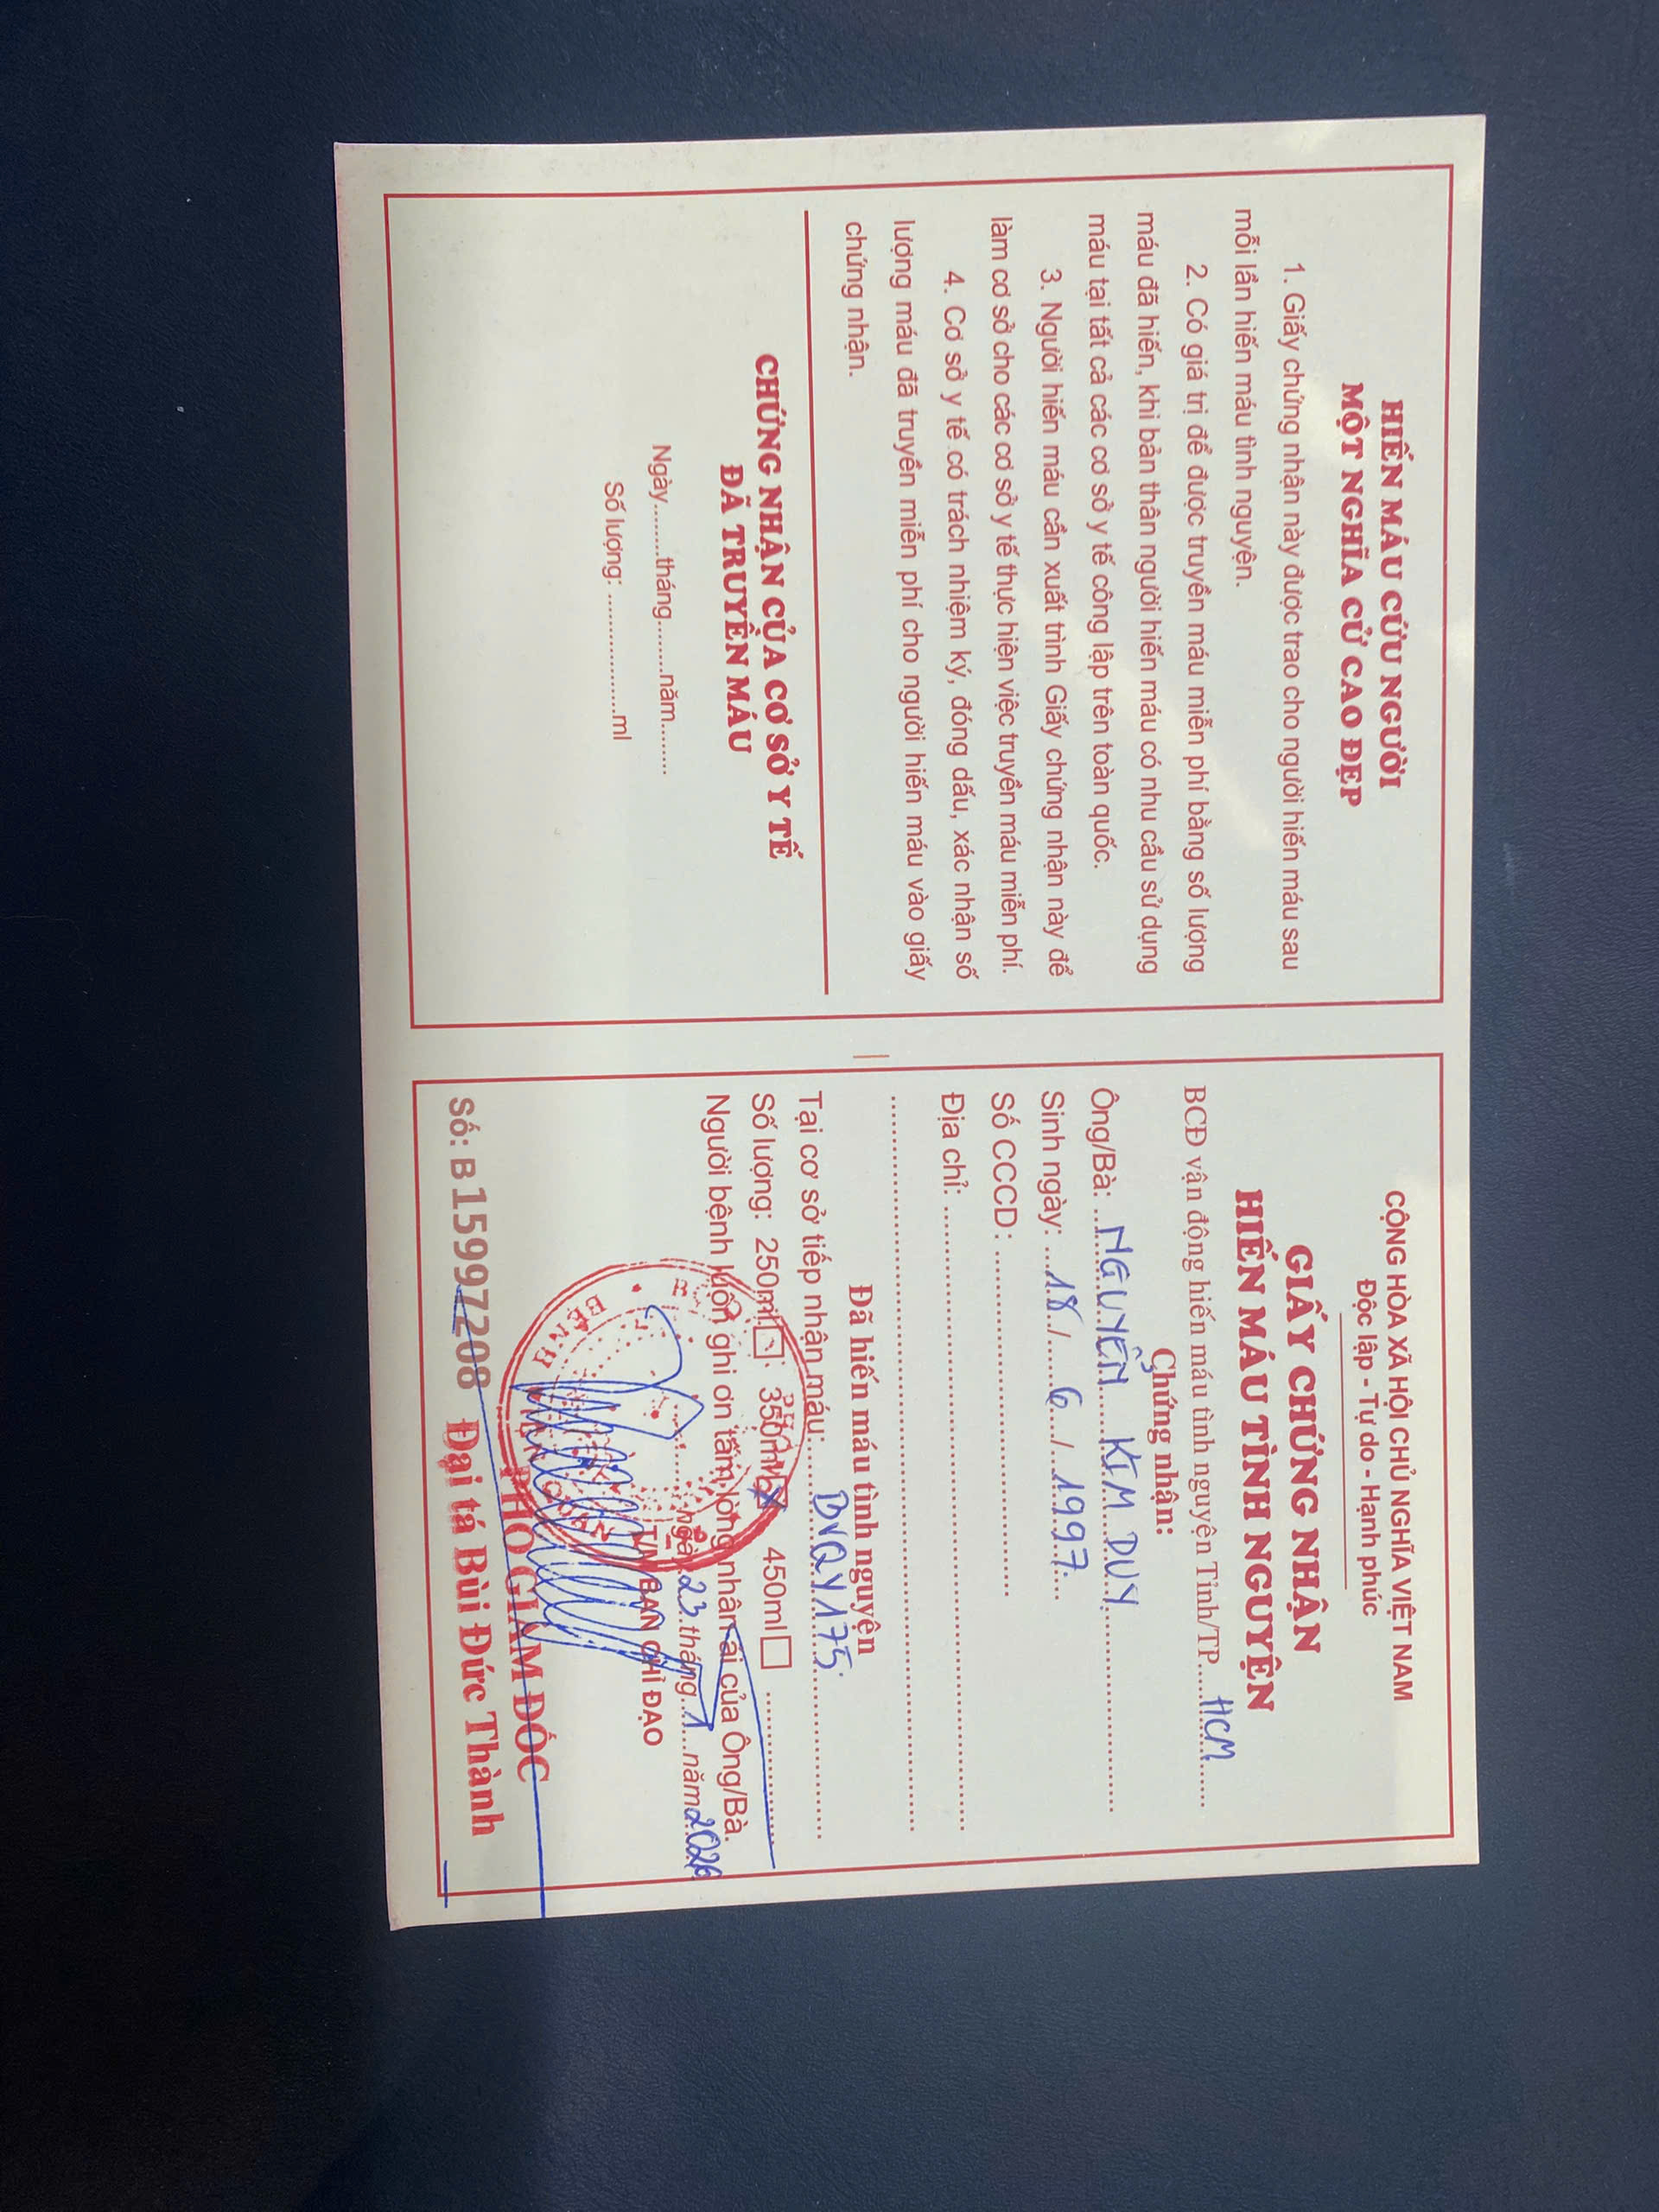 HIẾN MÁU CỨU NGƯỜI
MỘT NGHĨA CỬ CAO ĐẸP
1. Giấy chứng nhận này được trao cho người hiến máu sau
mỗi lần hiến máu tình nguyện.
2. Có giá trị để được truyền máu miễn phí bằng số lượng
máu đã hiến, khi bản thân người hiến máu có nhu cầu sử dụng
máu tại tất cả các cơ sở y tế công lập trên toàn quốc.
3. Người hiến máu cần xuất trình Giấy chứng nhận này để
làm cơ sở cho các cơ sở y tế thực hiện việc truyền máu miễn phí.
4. Cơ sở y tế có trách nhiệm ký, đóng dấu, xác nhận số
lượng máu đã truyền miễn phí cho người hiến máu vào giấy
chứng nhận.
CHỨNG NHẬN CỦA CƠ SỞ Y TẾ
ĐÃ TRUYỀN MÁU
Ngày........tháng........năm.......
Số lượng: ..................ml
CỘNG HÒA XÃ HỘI CHỦ NGHĨA VIỆT NAM
Độc lập - Tự do - Hạnh phúc
GIẤY CHỨNG NHẬN
HIẾN MÁU TÌNH NGUYỆN
BCĐ vận động hiến máu tình nguyện Tỉnh/TP....HCM......
Chứng nhận:
Ông/Bà: ...NGUYỄN KIM DUY...
Sinh ngày: ...18./.....6.../..1997...
Số CCCD: ...
Địa chỉ: ...
Đã hiến máu tình nguyện
Tại cơ sở tiếp nhận máu: ...BVQY175...
Số lượng: 250ml☐: 350ml☒ 450ml☐ ...
Người bệnh luôn ghi ơn tấm lòng nhân ái của Ông/Bà.
ngày 23 tháng..1...năm 2026
T/M BAN CHỈ ĐẠO
PHÓ GIÁM ĐỐC
Số: B 15997208 Đại tá Bùi Đức Thành